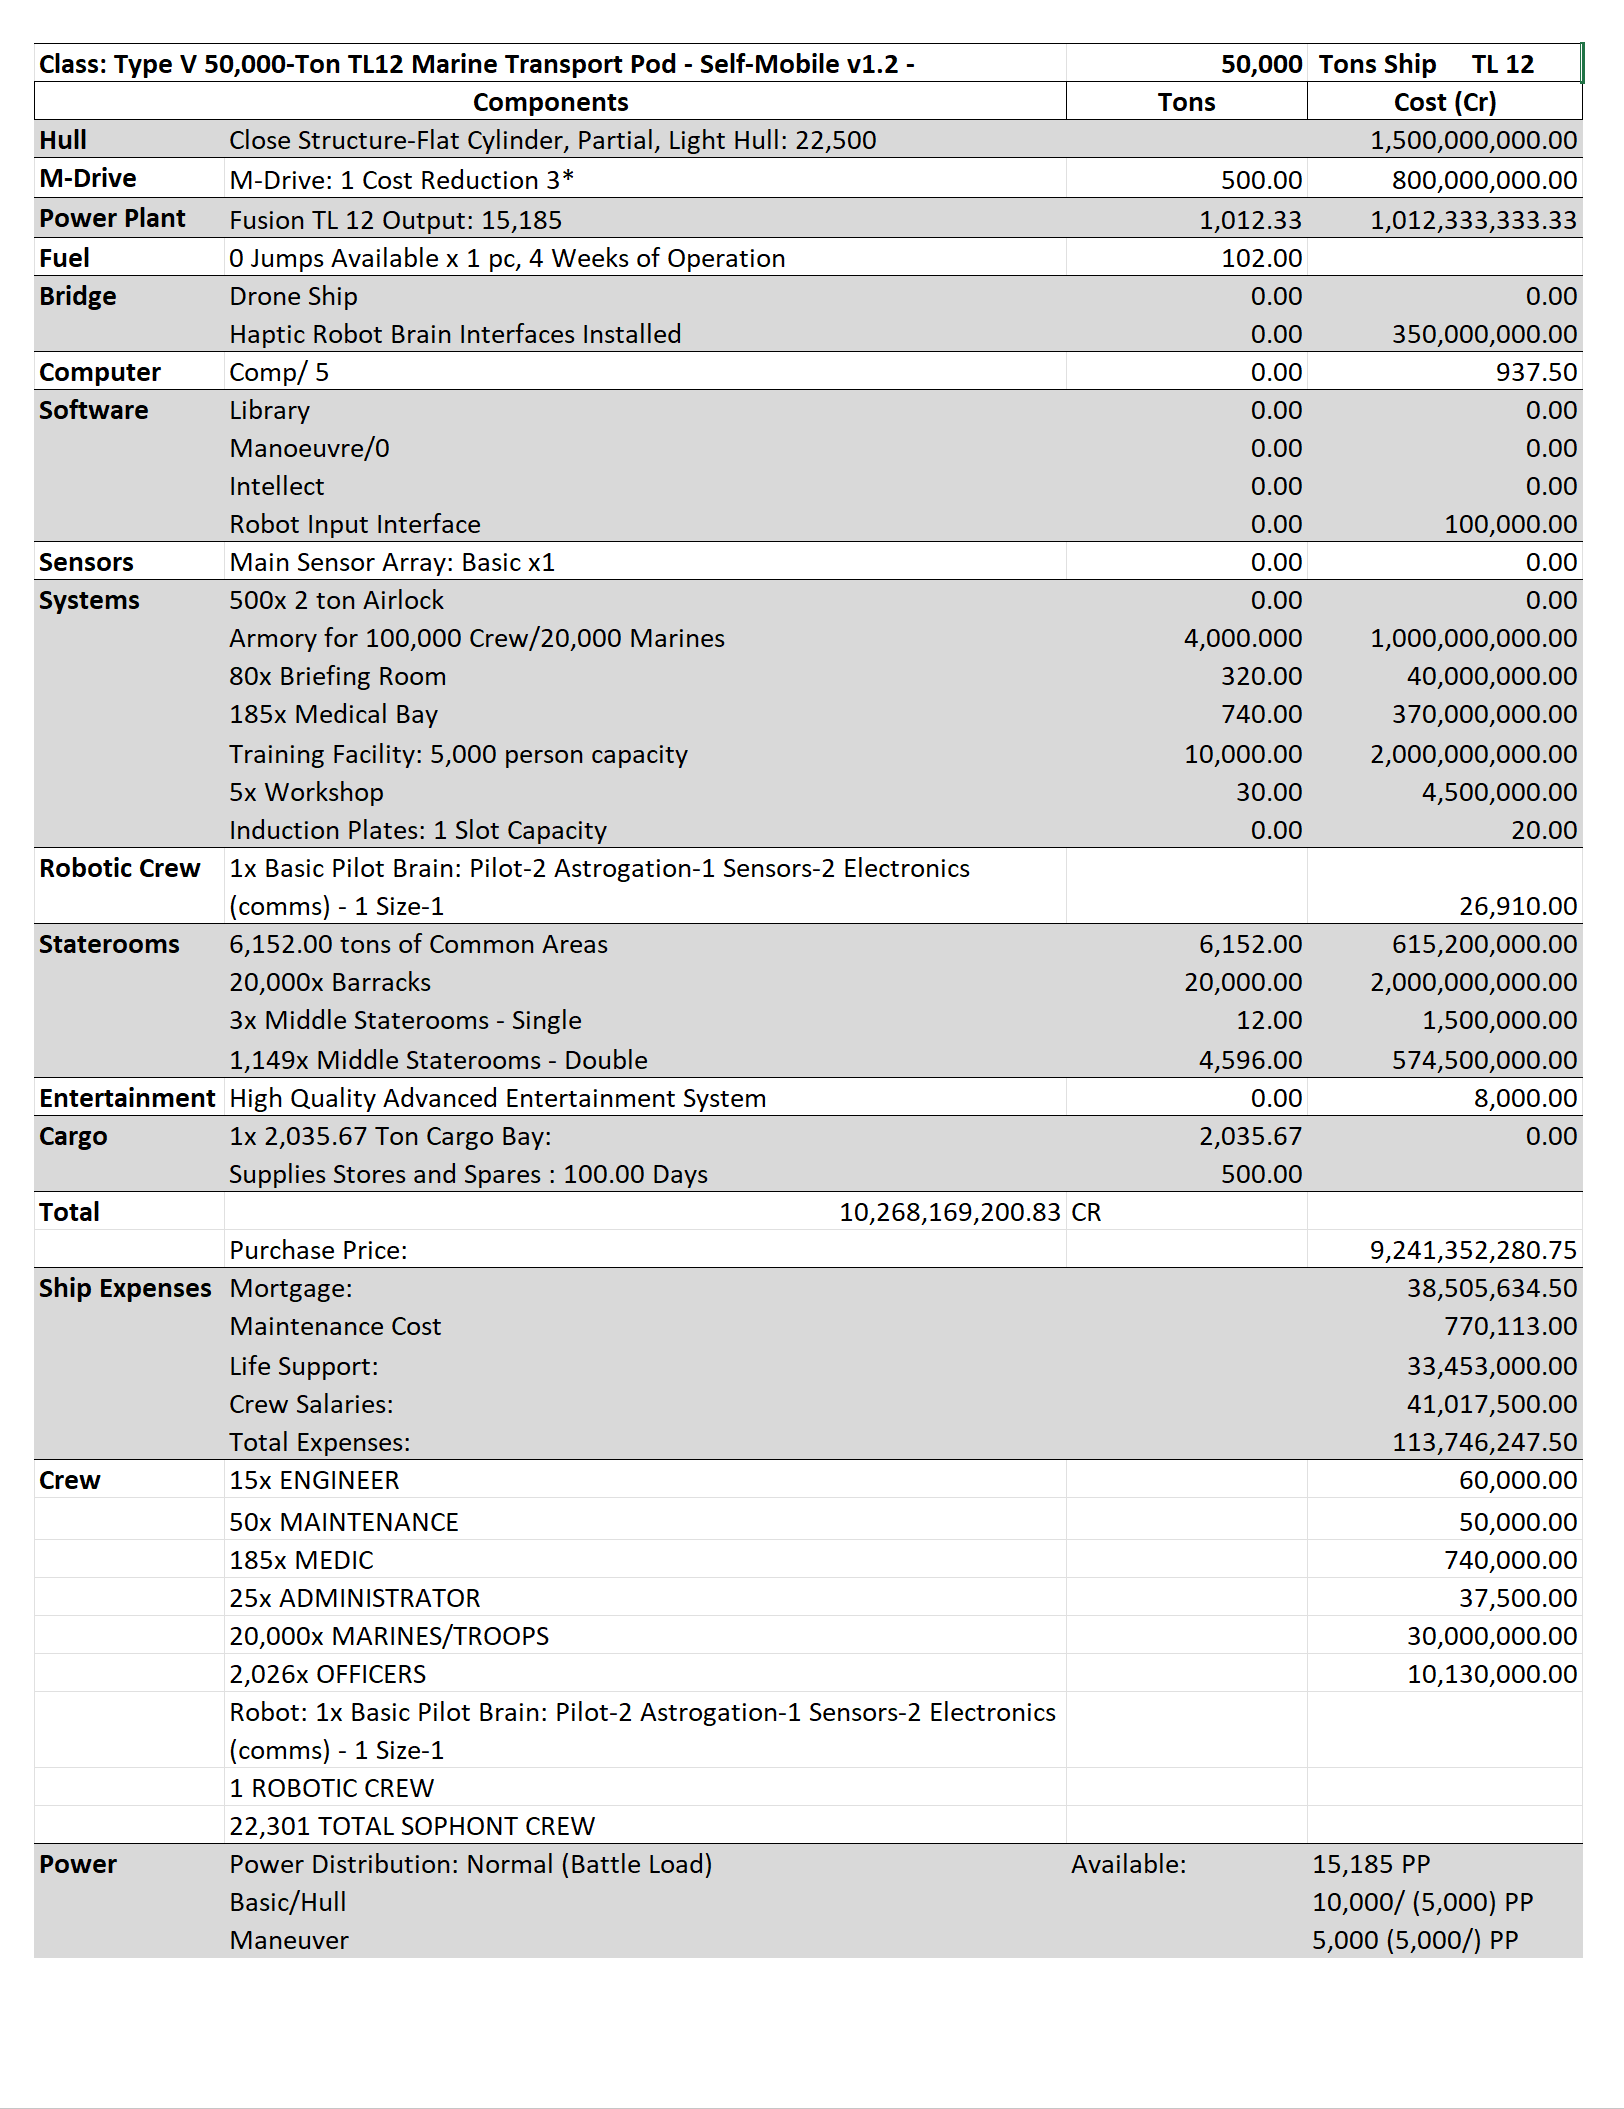 Class: Type V 50,000-Ton TL12 Marine Transport Pod - Self-Mobile v1.2 - 50,000 Tons Ship TL 12
Components Tons Cost (Cr)
Hull Close Structure-Flat Cylinder, Partial, Light Hull: 22,500 1,500,000,000.00
M-Drive M-Drive: 1 Cost Reduction 3* 500.00 800,000,000.00
Power Plant Fusion TL 12 Output: 15,185 1,012.33 1,012,333,333.33
Fuel 0 Jumps Available x 1 pc, 4 Weeks of Operation 102.00
Bridge Drone Ship 0.00 0.00
Haptic Robot Brain Interfaces Installed 0.00 350,000,000.00
Computer Comp/ 5 0.00 937.50
Software Library 0.00 0.00
Manoeuvre/0 0.00 0.00
Intellect 0.00 0.00
Robot Input Interface 0.00 100,000.00
Sensors Main Sensor Array: Basic x1 0.00 0.00
Systems 500x 2 ton Airlock 0.00 0.00
Armory for 100,000 Crew/20,000 Marines 4,000.000 1,000,000,000.00
80x Briefing Room 320.00 40,000,000.00
185x Medical Bay 740.00 370,000,000.00
Training Facility: 5,000 person capacity 10,000.00 2,000,000,000.00
5x Workshop 30.00 4,500,000.00
Induction Plates: 1 Slot Capacity 0.00 20.00
Robotic Crew 1x Basic Pilot Brain: Pilot-2 Astrogation-1 Sensors-2 Electronics
(comms) - 1 Size-1 26,910.00
Staterooms 6,152.00 tons of Common Areas 6,152.00 615,200,000.00
20,000x Barracks 20,000.00 2,000,000,000.00
3x Middle Staterooms - Single 12.00 1,500,000.00
1,149x Middle Staterooms - Double 4,596.00 574,500,000.00
Entertainment High Quality Advanced Entertainment System 0.00 8,000.00
Cargo 1x 2,035.67 Ton Cargo Bay: 2,035.67 0.00
Supplies Stores and Spares : 100.00 Days 500.00
Total 10,268,169,200.83 CR
Purchase Price: 9,241,352,280.75
Ship Expenses Mortgage: 38,505,634.50
Maintenance Cost 770,113.00
Life Support: 33,453,000.00
Crew Salaries: 41,017,500.00
Total Expenses: 113,746,247.50
Crew 15x ENGINEER 60,000.00
50x MAINTENANCE 50,000.00
185x MEDIC 740,000.00
25x ADMINISTRATOR 37,500.00
20,000x MARINES/TROOPS 30,000,000.00
2,026x OFFICERS 10,130,000.00
Robot: 1x Basic Pilot Brain: Pilot-2 Astrogation-1 Sensors-2 Electronics
(comms) - 1 Size-1
1 ROBOTIC CREW
22,301 TOTAL SOPHONT CREW
Power Power Distribution: Normal (Battle Load) Available: 15,185 PP
Basic/Hull 10,000/ (5,000) PP
Maneuver 5,000 (5,000/) PP